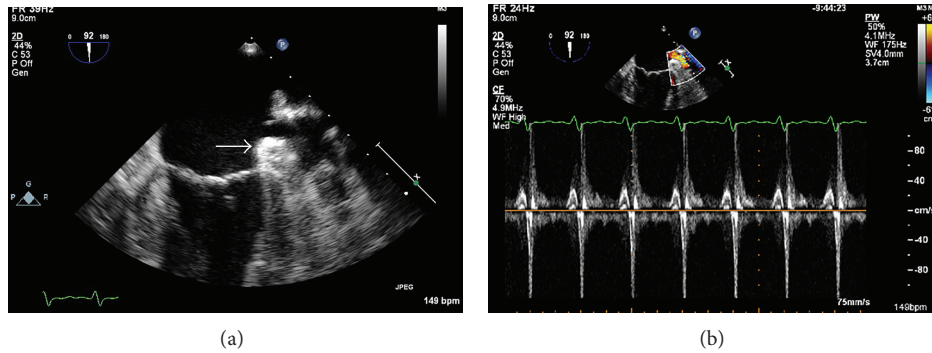 FR 39Hz
9.0cm
M3
2D
44%
C 53
P Off
Gen
0 92 180
P
G
P R
JPEG
149 bpm
(a)
FR 24Hz
9.0cm
-9:44:23
M3
2D
44%
C 53
P Off
Gen
0 92 180
P
CF
70%
4.9MHz
WF High
Med
PW
50%
4.1MHz
WF 175Hz
SV4.0mm
3.7cm
80
40
cm/s
-40
-80
75mm/s
149bpm
(b)